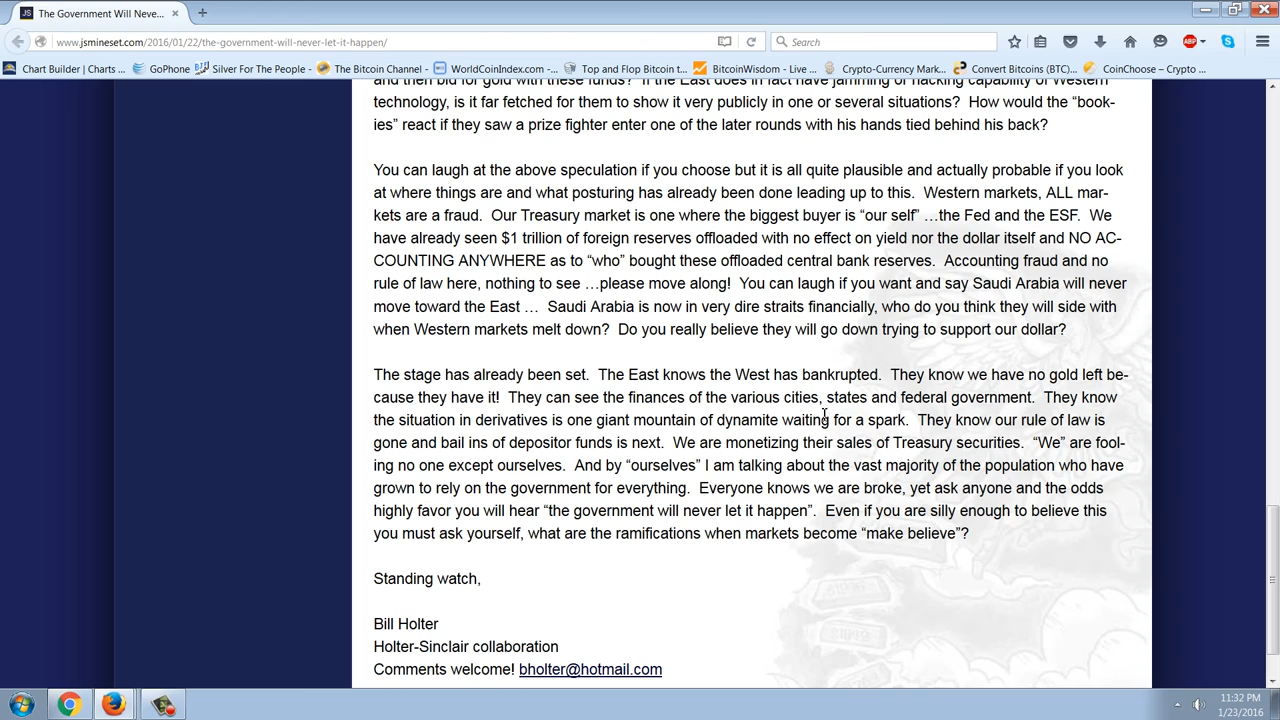 The Government Will Neve...
www.jsmineset.com/2016/01/22/the-government-will-never-let-it-happen/
Search
Chart Builder | Charts ... GoPhone Silver For The People - The Bitcoin Channel - WorldCoinIndex.com -... Top and Flop Bitcoin - ... BitcoinWisdom - Live ... Crypto-Currency Mark... Convert Bitcoins (BTC)... CoinChoose – Crypto ...
and then bid for gold with these funds?  If the East does in fact have jamming or hacking capability of Western
technology, is it far fetched for them to show it very publicly in one or several situations?  How would the “book-
ies” react if they saw a prize fighter enter one of the later rounds with his hands tied behind his back?
You can laugh at the above speculation if you choose but it is all quite plausible and actually probable if you look
at where things are and what posturing has already been done leading up to this.  Western markets, ALL mar-
kets are a fraud.  Our Treasury market is one where the biggest buyer is “our self” …the Fed and the ESF.  We
have already seen $1 trillion of foreign reserves offloaded with no effect on yield nor the dollar itself and NO AC-
COUNTING ANYWHERE as to “who” bought these offloaded central bank reserves.  Accounting fraud and no
rule of law here, nothing to see …please move along!  You can laugh if you want and say Saudi Arabia will never
move toward the East …  Saudi Arabia is now in very dire straits financially, who do you think they will side with
when Western markets melt down?  Do you really believe they will go down trying to support our dollar?
The stage has already been set.  The East knows the West has bankrupted.  They know we have no gold left be-
cause they have it!  They can see the finances of the various cities, states and federal government.  They know
the situation in derivatives is one giant mountain of dynamite waiting for a spark.  They know our rule of law is
gone and bail ins of depositor funds is next.  We are monetizing their sales of Treasury securities.  “We” are fool-
ing no one except ourselves.  And by “ourselves” I am talking about the vast majority of the population who have
grown to rely on the government for everything.  Everyone knows we are broke, yet ask anyone and the odds
highly favor you will hear “the government will never let it happen”.  Even if you are silly enough to believe this
you must ask yourself, what are the ramifications when markets become “make believe”?
Standing watch,
Bill Holter
Holter-Sinclair collaboration
Comments welcome! bholter@hotmail.com
11:32 PM
1/23/2016